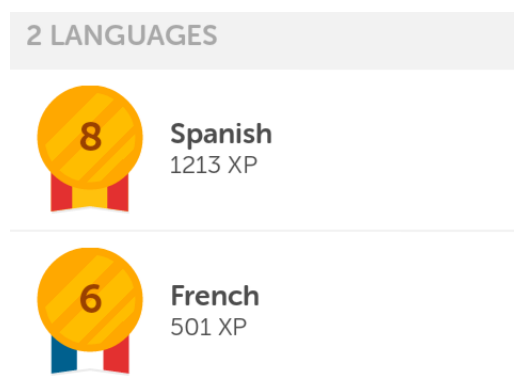 2 LANGUAGES
8
Spanish
1213 XP
6
French
501 XP